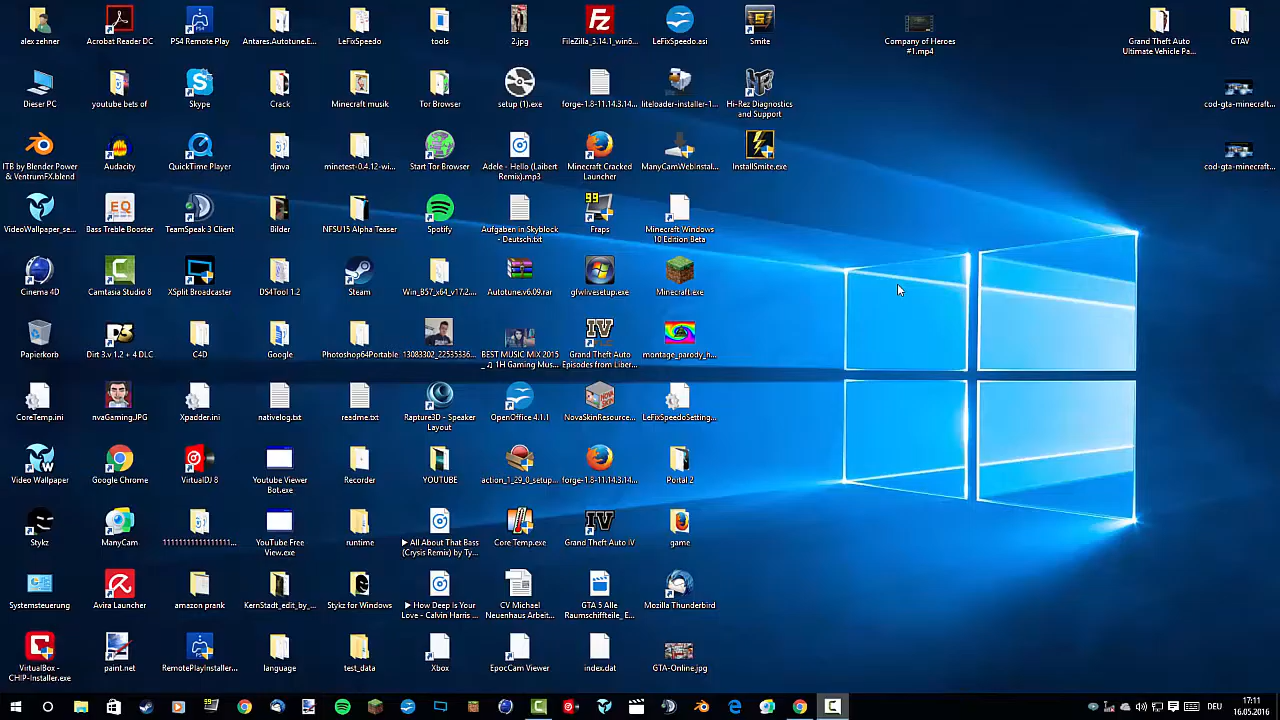 alex zet
Acrobat Reader DC
PS4 Remote Play
Antares.Autotune.E...
LeFixSpeedo
tools
2.jpg
FileZilla_3.14.1_win6...
LeFixSpeedo.asi
Smite
Company of Heroes
#1.mp4
Grand Theft Auto
Ultimate Vehicle Pa...
GTAV
Dieser PC
youtube bets of
Skype
Crack
Minecraft musik
Tor Browser
setup (1).exe
forge-1.8-11.14.3.14...
liteloader-installer-1...
Hi-Rez Diagnostics
and Support
cod-gta-minecraft...
ITB by Blender Power
& VentrumFX.blend
Audacity
QuickTime Player
djnva
minetest-0.4.12-wi...
Start Tor Browser
Adele - Hello (Laibert
Remix).mp3
Minecraft Cracked
Launcher
ManyCamWebInstal...
InstallSmite.exe
cod-gta-minecraft...
VideoWallpaper_se...
Bass Treble Booster
TeamSpeak 3 Client
Bilder
NFSU15 Alpha Teaser
Spotify
Aufgaben in Skyblock
- Deutsch.txt
99
Fraps
Minecraft Windows
10 Edition Beta
Cinema 4D
Camtasia Studio 8
XSplit Broadcaster
DS4Tool 1.2
Steam
Win_B57_x64_v17.2....
Autotune.v6.09.rar
gfwlivesetup.exe
Minecraft.exe
Papierkorb
Dirt 3.v 1.2 + 4 DLC
C4D
Google
Photoshop64Portable
13083302_22535336...
BEST MUSIC MIX 2015
♫ 1H Gaming Mus...
Grand Theft Auto
Episodes from Liber...
montage_parody_n...
CoreTemp.ini
nvaGaming.JPG
Xpadder.ini
nativelog.txt
readme.txt
Rapture3D - Speaker
Layout
OpenOffice 4.1.1
NovaSkinResource...
LeFixSpeedoSetting...
Video Wallpaper
Google Chrome
VirtualDJ 8
Youtube Viewer
Bot.exe
Recorder
YOUTUBE
action_1_29_0_setup...
forge-1.8-11.14.3.14...
Portal 2
Stykz
ManyCam
YouTube Free
View.exe
runtime
► All About That Bass
(Crysis Remix) by Ty...
Core Temp.exe
Grand Theft Auto IV
game
Systemsteuerung
Avira Launcher
amazon prank
KernStadt_edit_by_...
Stykz for Windows
► How Deep Is Your
Love - Calvin Harris ...
CV Michael
Neuenhaus Arbeit...
GTA 5 Alle
Raumschiffteile_E...
Mozilla Thunderbird
VirtualBox -
CHIP-Installer.exe
paint.net
RemotePlayInstaller...
language
test_data
Xbox
EpocCam Viewer
index.dat
GTA-Online.jpg
DEU
17:11
16.05.2016